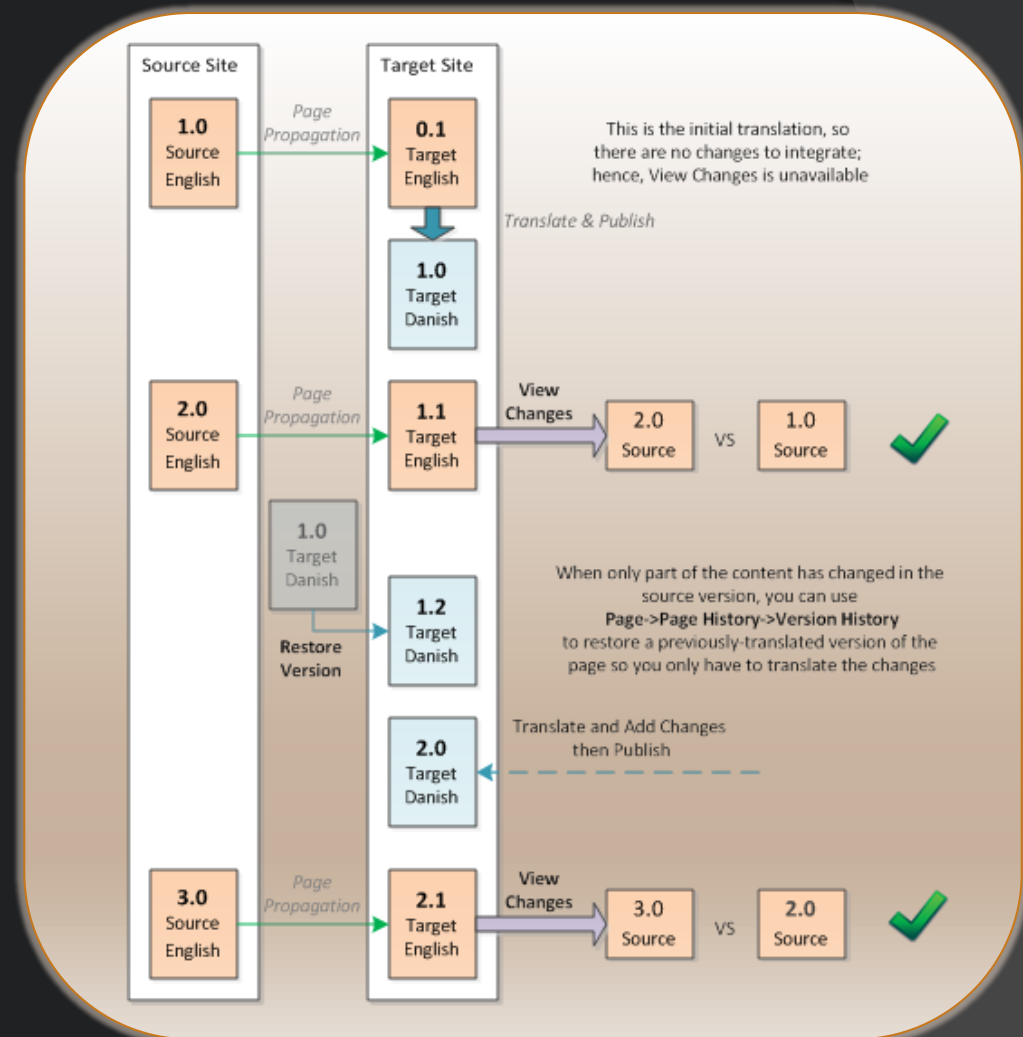 Source Site
Target Site
1.0
Source
English
Page
Propagation
0.1
Target
English
This is the initial translation, so
there are no changes to integrate;
hence, View Changes is unavailable
Translate & Publish
1.0
Target
Danish
2.0
Source
English
Page
Propagation
1.1
Target
English
View
Changes
2.0
Source
VS
1.0
Source
1.0
Target
Danish
Restore
Version
1.2
Target
Danish
When only part of the content has changed in the
source version, you can use
Page->Page History->Version History
to restore a previously-translated version of the
page so you only have to translate the changes
2.0
Target
Danish
Translate and Add Changes
then Publish
3.0
Source
English
Page
Propagation
2.1
Target
English
View
Changes
3.0
Source
VS
2.0
Source